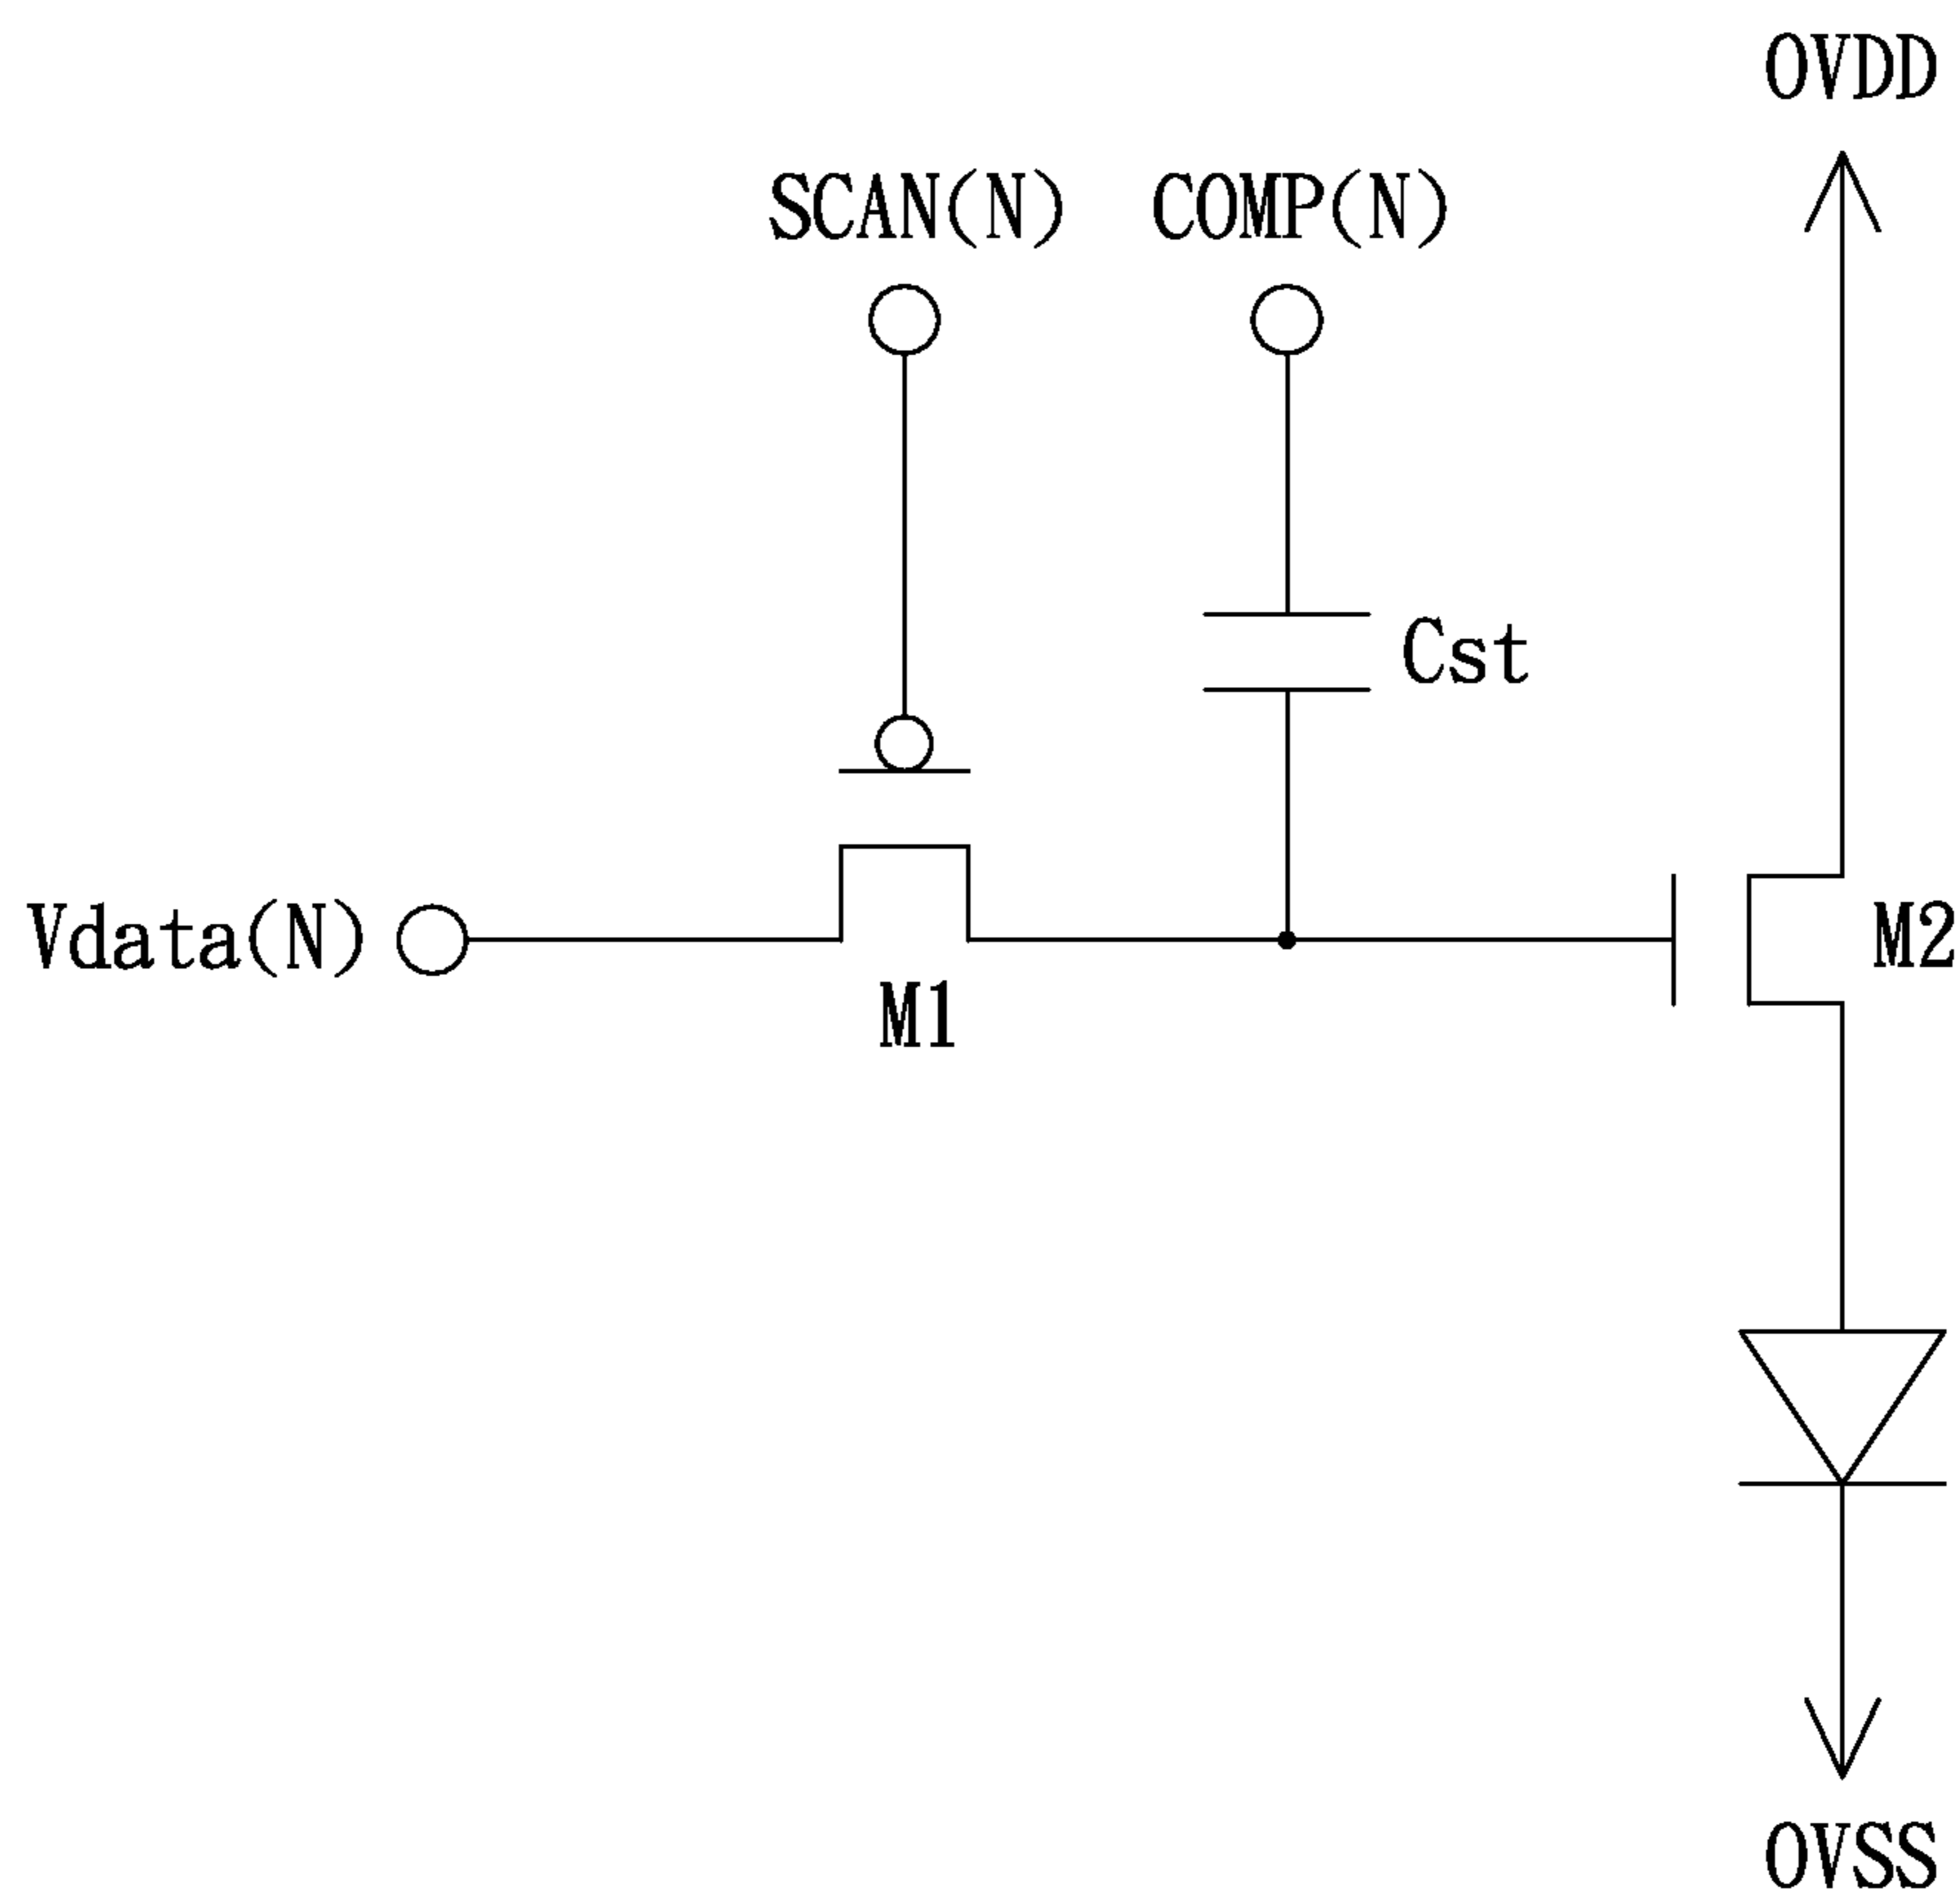 OVDD
SCAN(N) COMP(N)
Cst
Vdata(N)
M2
M1
OVSS